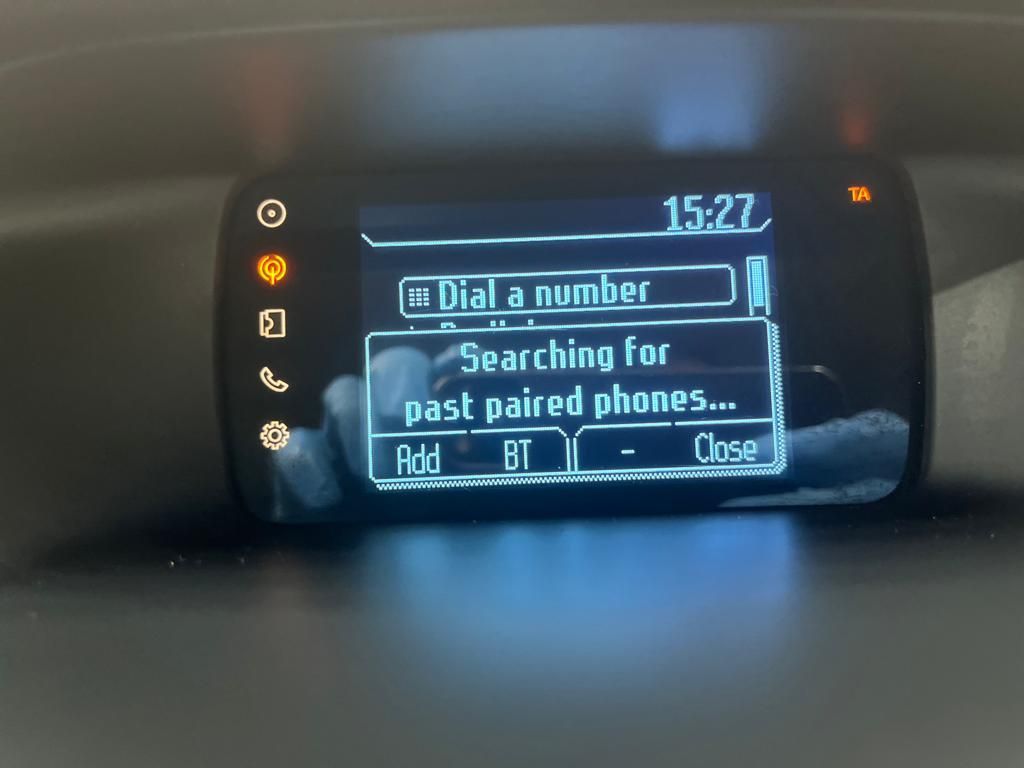 15:27
TA
Dial a number
Searching for
past paired phones...
Add BT - Close